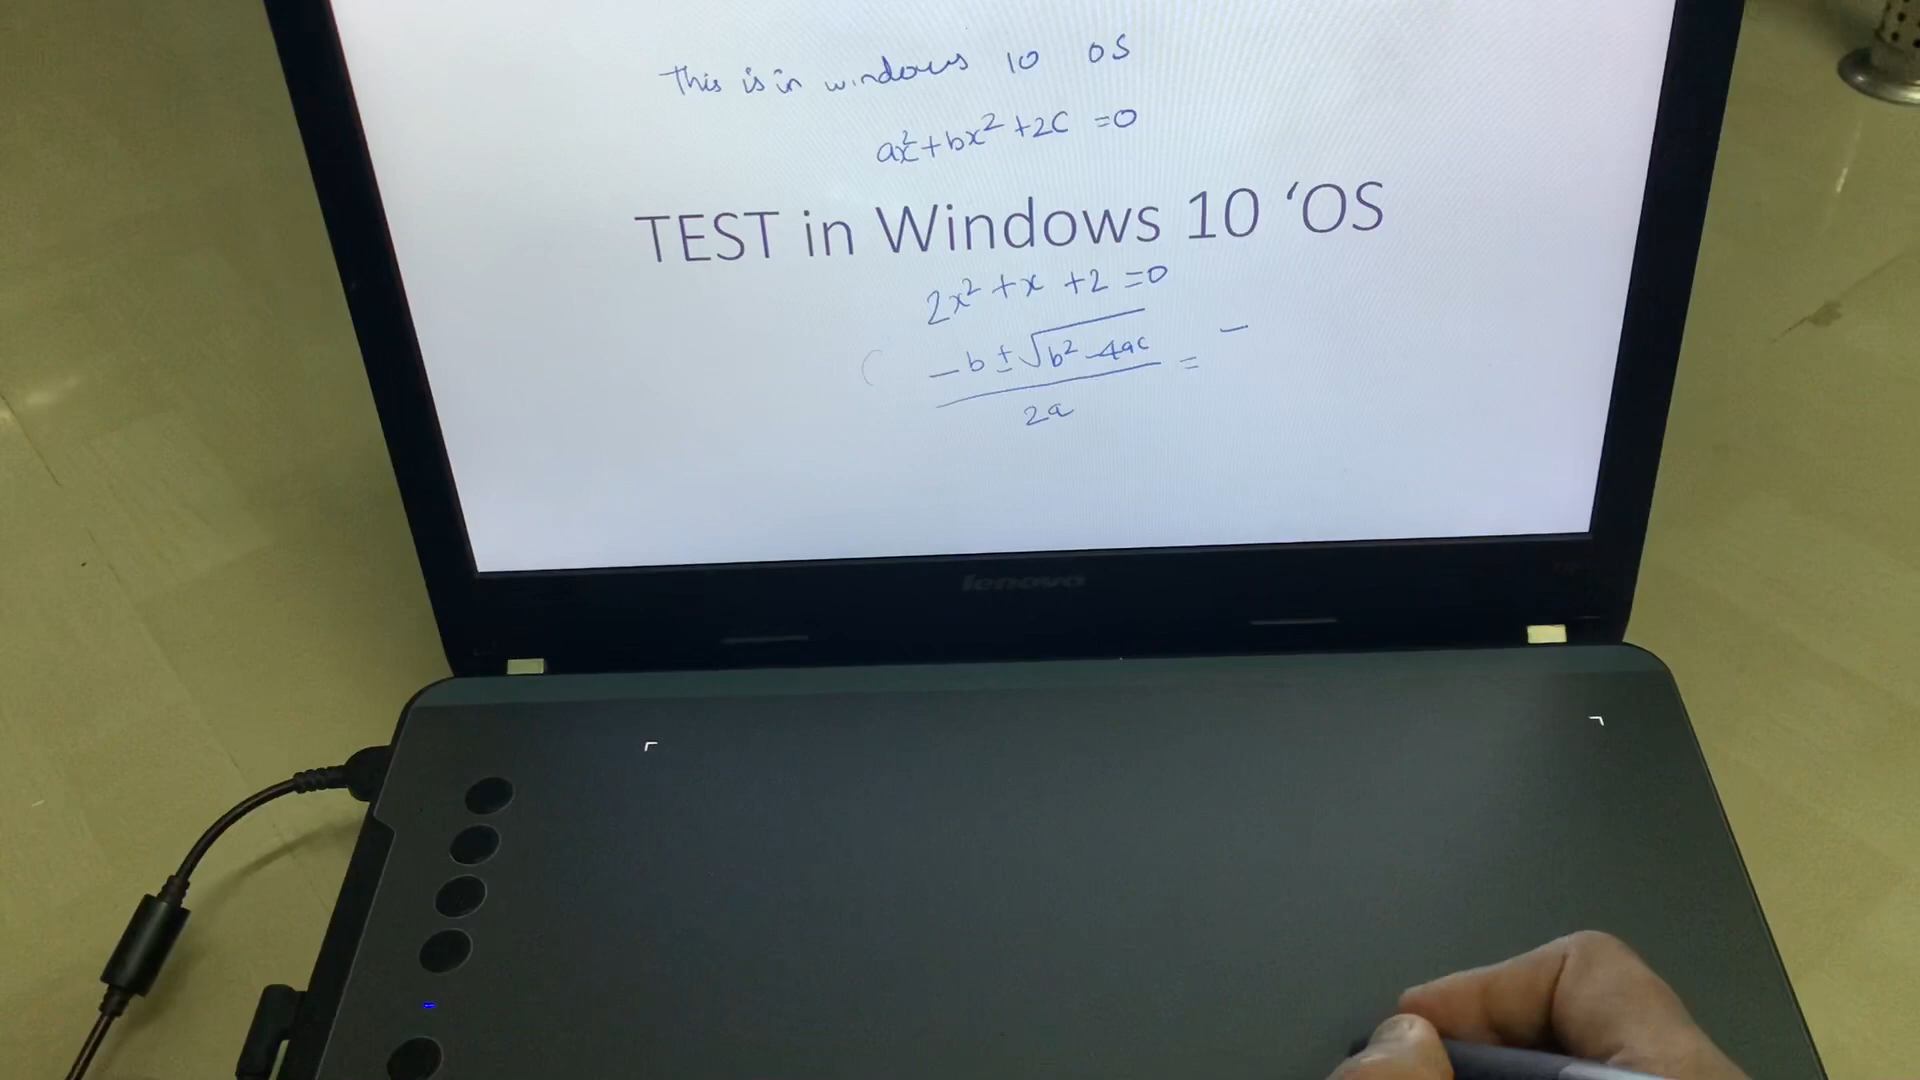 This is in windows 10 OS
ax²+bx²+2C =0
TEST in Windows 10 ‘OS
2x²+x +2 =0
-b±√b²-4ac = -
2a
lenovo